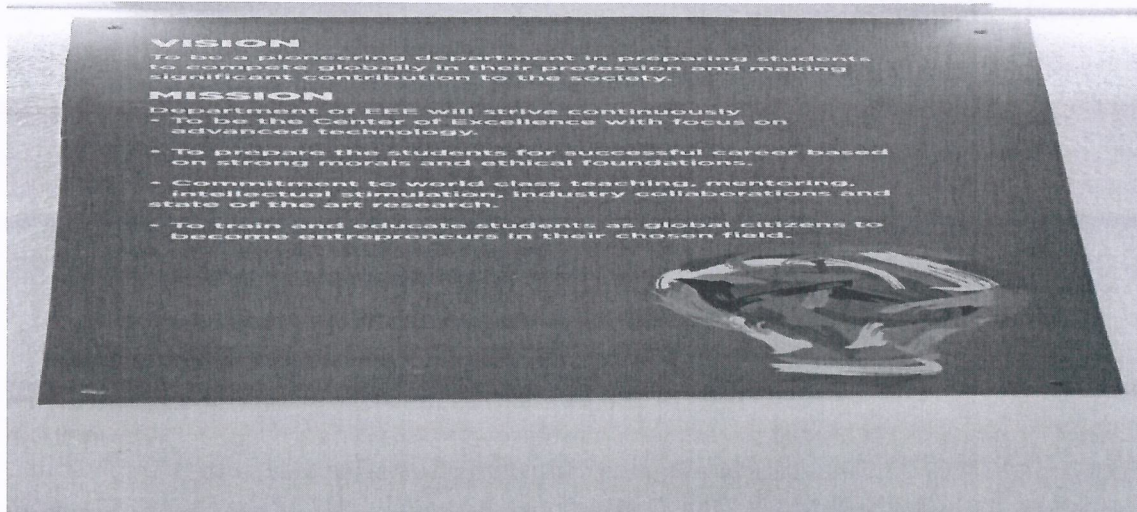 VISION
To be a pioneering department in preparing students
to compete globally in their profession and making
significant contribution to the society.
MISSION
Department of EEE will strive continuously
• To be the Center of Excellence with focus on
advanced technology.
• To prepare the students for successful career based
on strong morals and ethical foundations.
• Commitment to world class teaching, mentoring,
intellectual stimulation, industry collaborations and
state of the art research.
• To train and educate students as global citizens to
become entrepreneurs in their chosen field.